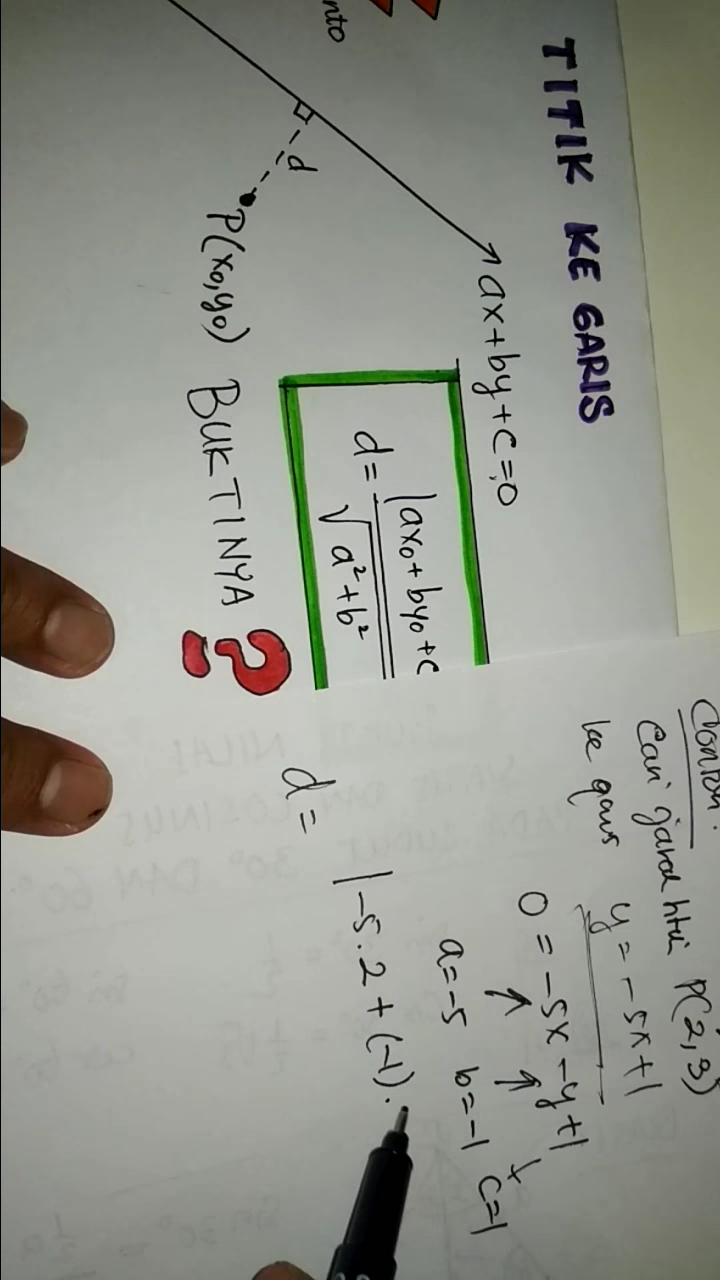 TITIK KE GARIS
nto
ax+by+c=0
d
P(x₀,y₀)
d= |ax₀+by₀+c
√a²+b²
BUKTINYA ?
Contoh:
Cari jarak titik P(2,3)
ke garis y=-5x+1
0=-5x-y+1
a=-5 b=-1 c=1
d= |-5.2+(-1).